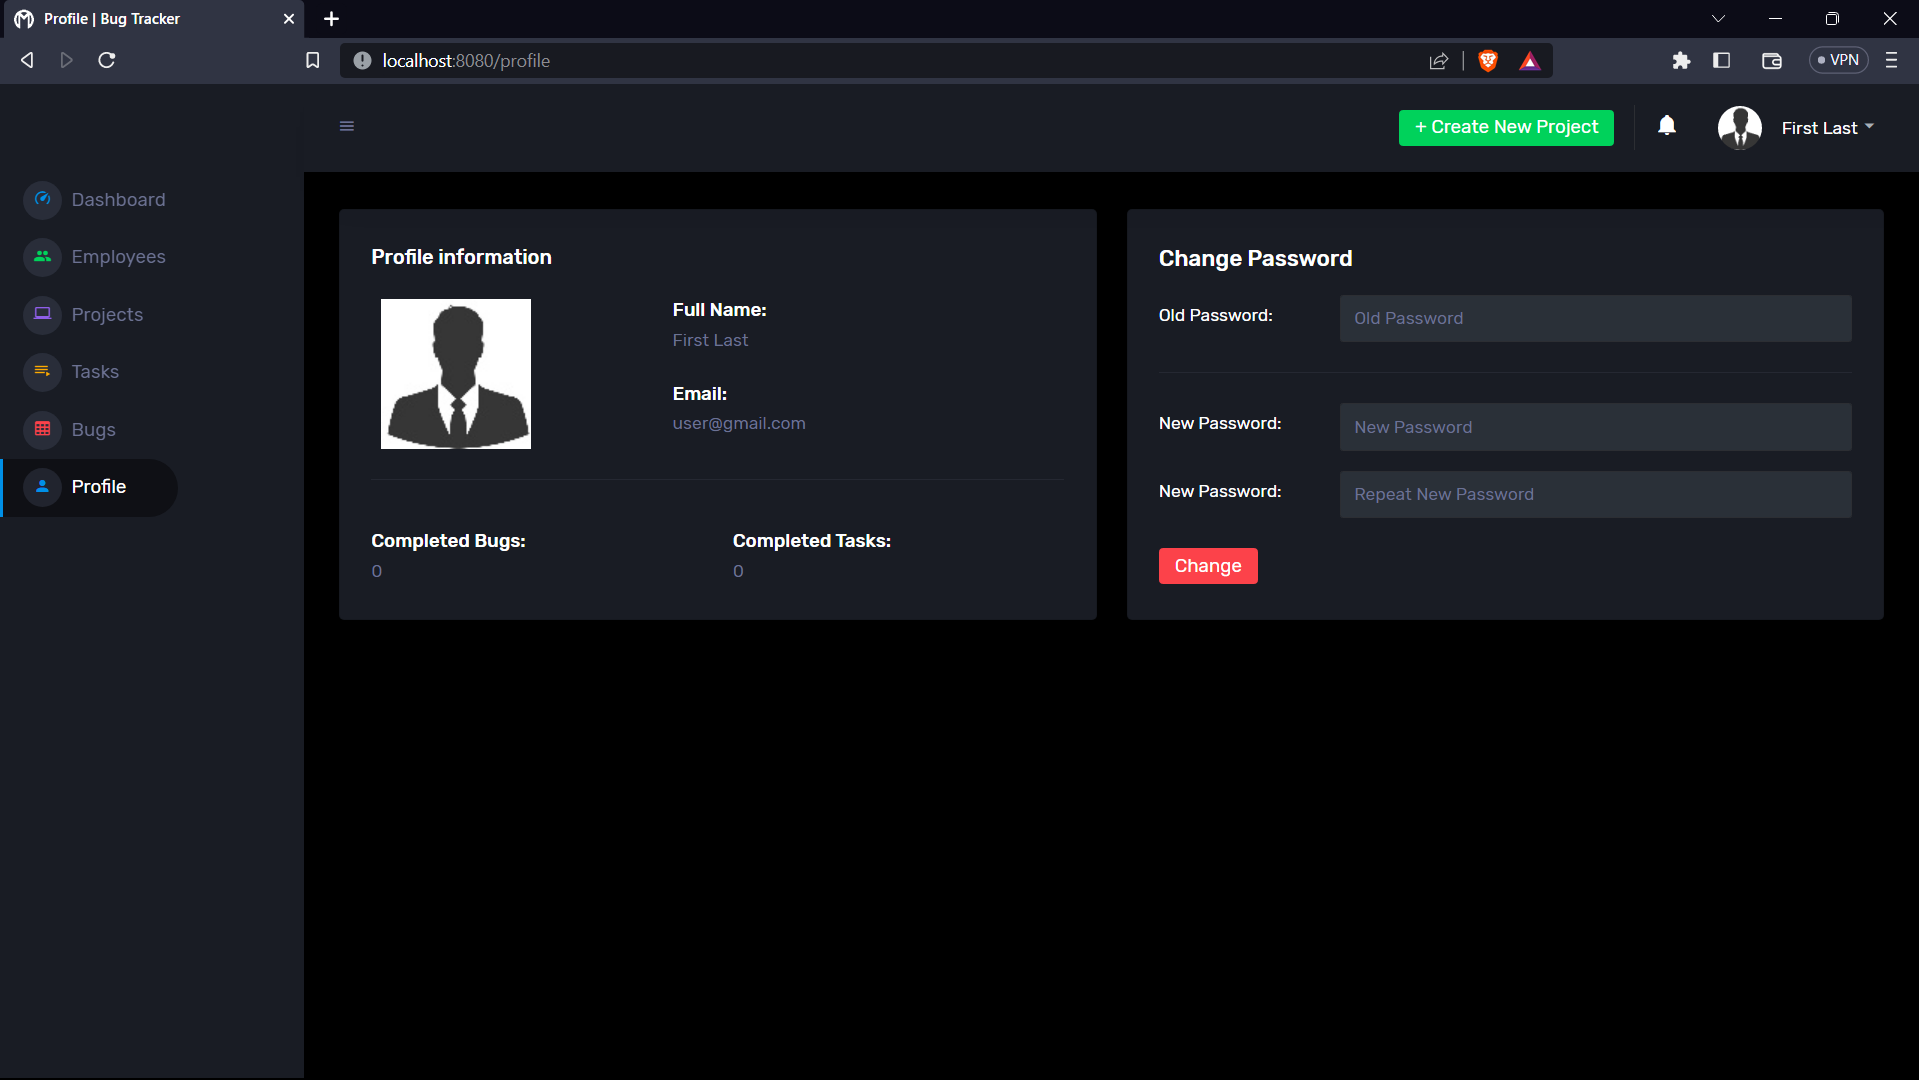 Profile | Bug Tracker
localhost:8080/profile
VPN
+ Create New Project
First Last
Dashboard
Employees
Projects
Tasks
Bugs
Profile
Profile information
Full Name:
First Last
Email:
user@gmail.com
Completed Bugs:
0
Completed Tasks:
0
Change Password
Old Password:
Old Password
New Password:
New Password
New Password:
Repeat New Password
Change